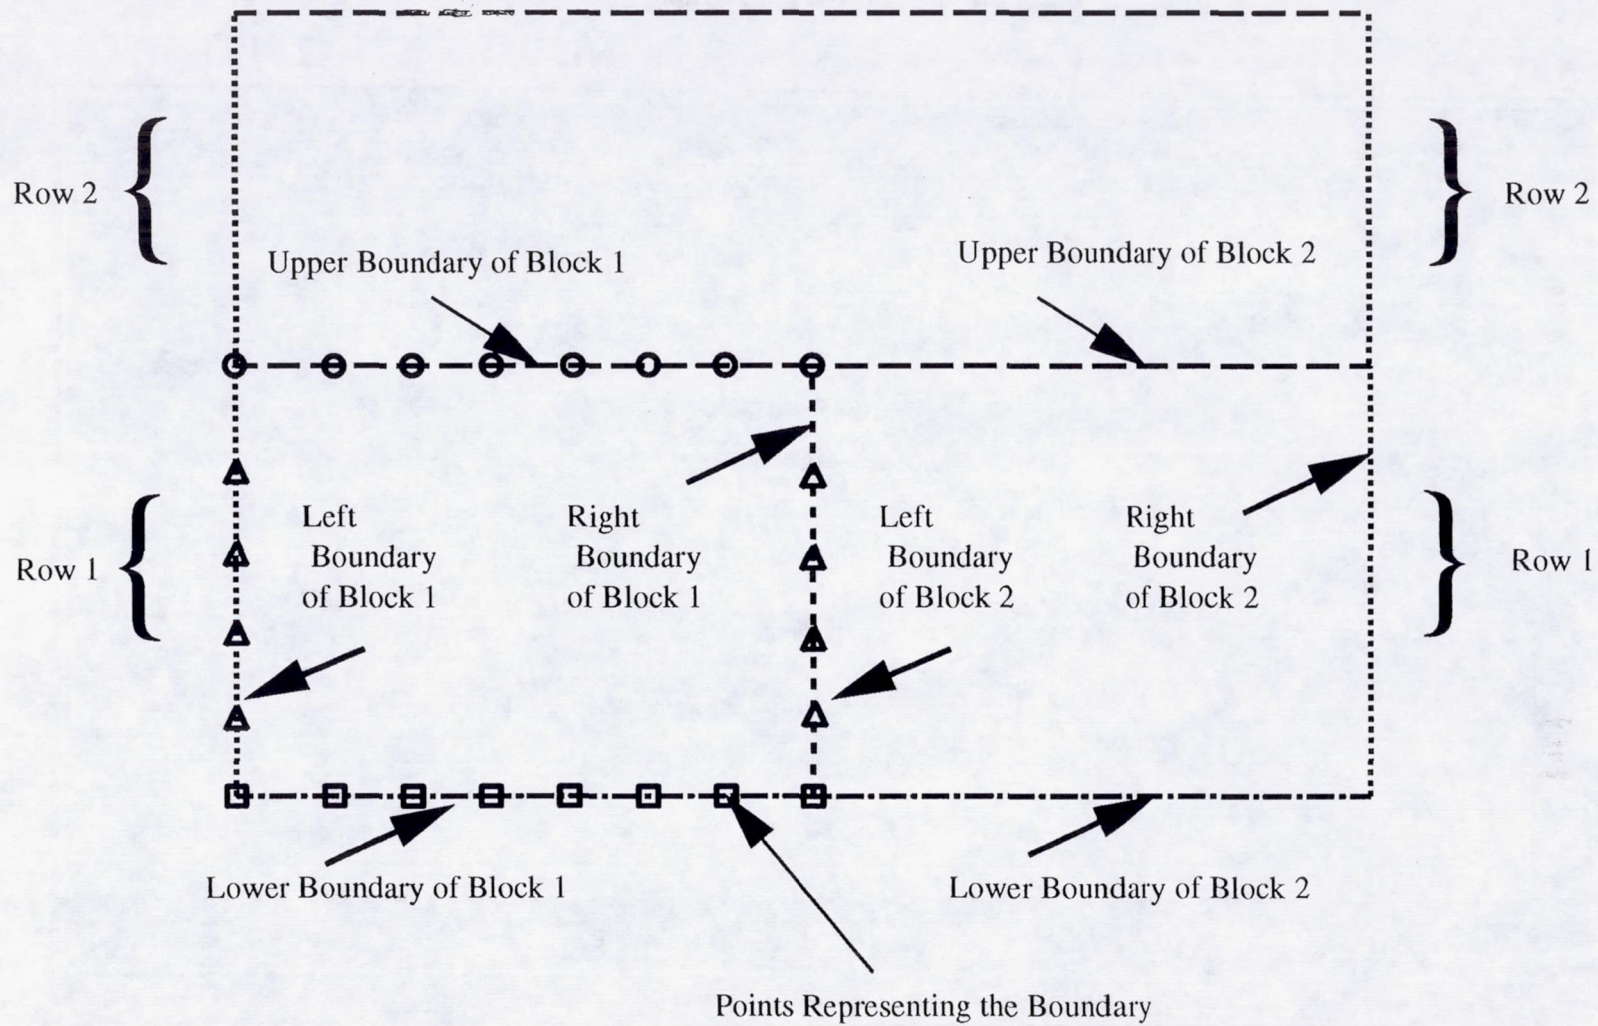 Row 2
Row 2
Upper Boundary of Block 1
Upper Boundary of Block 2
Row 1
Left
Boundary
of Block 1
Right
Boundary
of Block 1
Left
Boundary
of Block 2
Right
Boundary
of Block 2
Row 1
Lower Boundary of Block 1
Lower Boundary of Block 2
Points Representing the Boundary